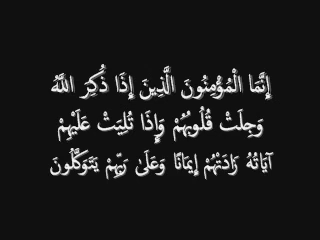 إِنَّمَا الْمُؤْمِنُونَ الَّذِينَ إِذَا ذُكِرَ اللَّهُ
وَجِلَتْ قُلُوبُهُمْ وَإِذَا تُلِيَتْ عَلَيْهِمْ
آيَاتُهُ زَادَتْهُمْ إِيمَانًا وَعَلَىٰ رَبِّهِمْ يَتَوَكَّلُونَ